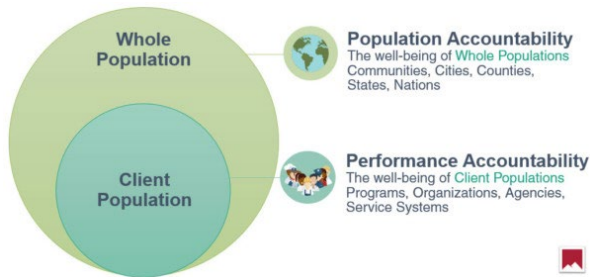 Whole
Population
Client
Population
Population Accountability
The well-being of Whole Populations
Communities, Cities, Counties,
States, Nations
Performance Accountability
The well-being of Client Populations
Programs, Organizations, Agencies,
Service Systems